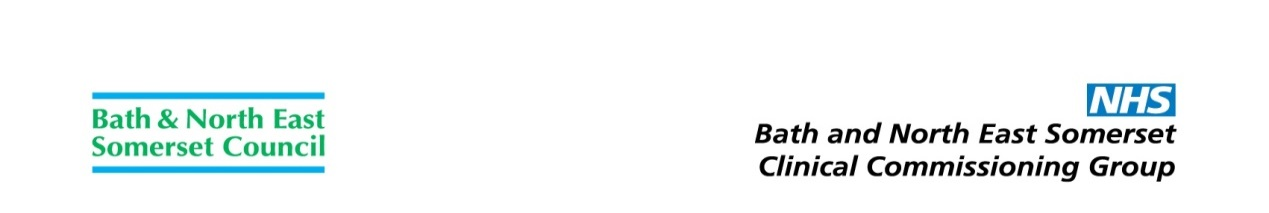 Bath & North East
Somerset Council
NHS
Bath and North East Somerset
Clinical Commissioning Group